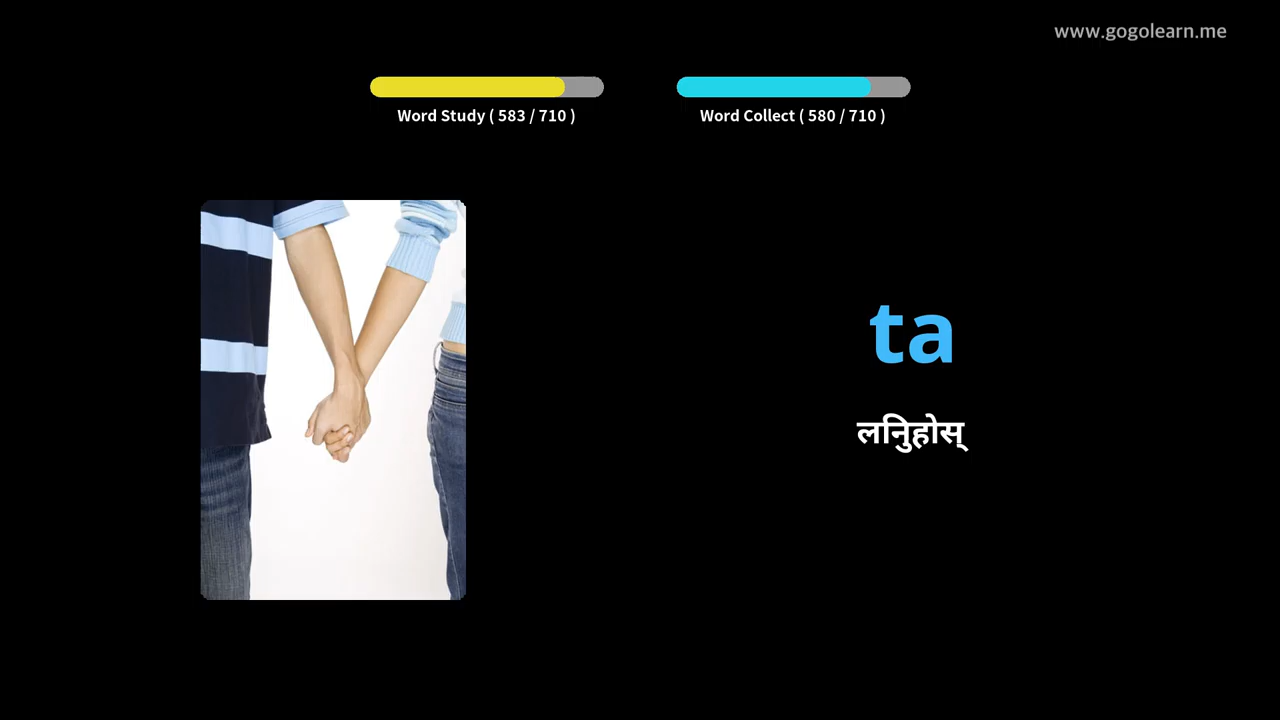 www.gogolearn.me
Word Study ( 583 / 710 )
Word Collect ( 580 / 710 )
ta
लनिुहोस्